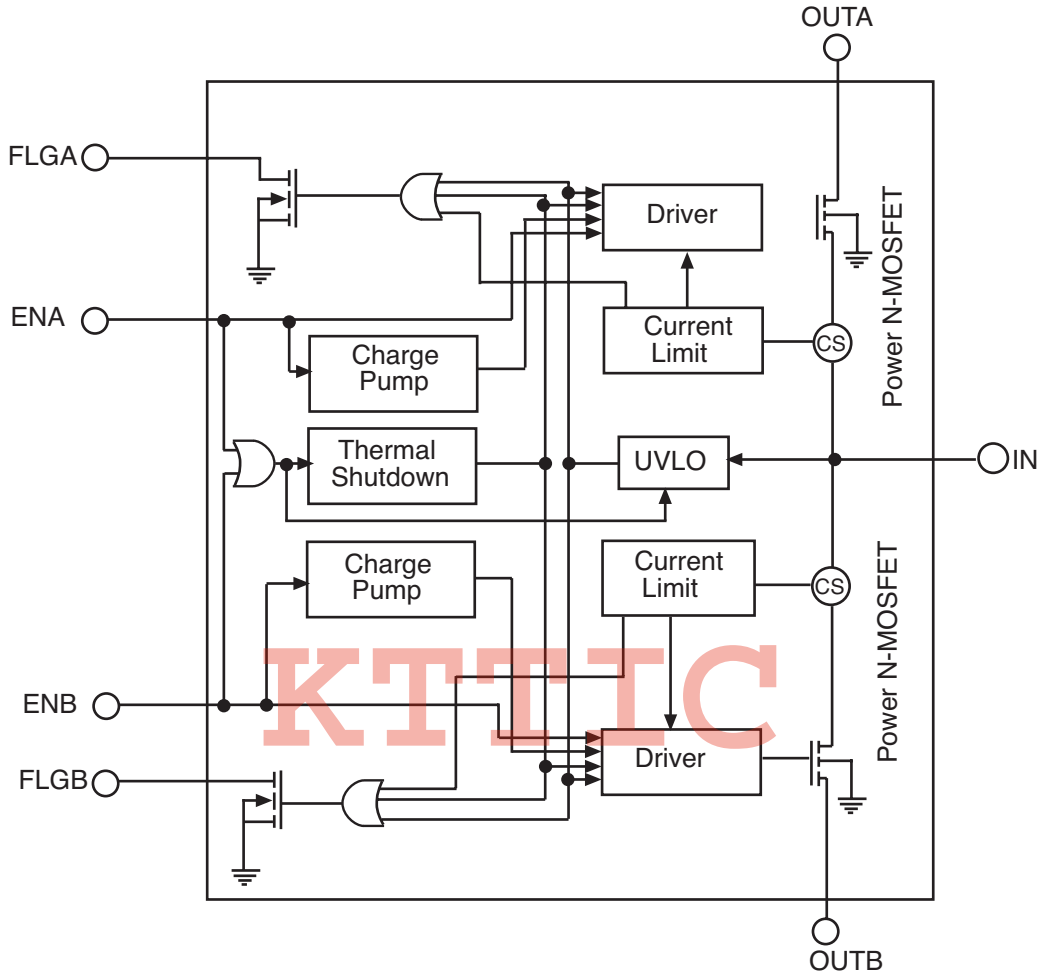 OUTA
FLGA
Driver
Power N-MOSFET
ENA
Current
Limit
CS
Charge
Pump
Thermal
Shutdown
UVLO
IN
Charge
Pump
Current
Limit
CS
Power N-MOSFET
KTTIC
ENB
Driver
FLGB
OUTB